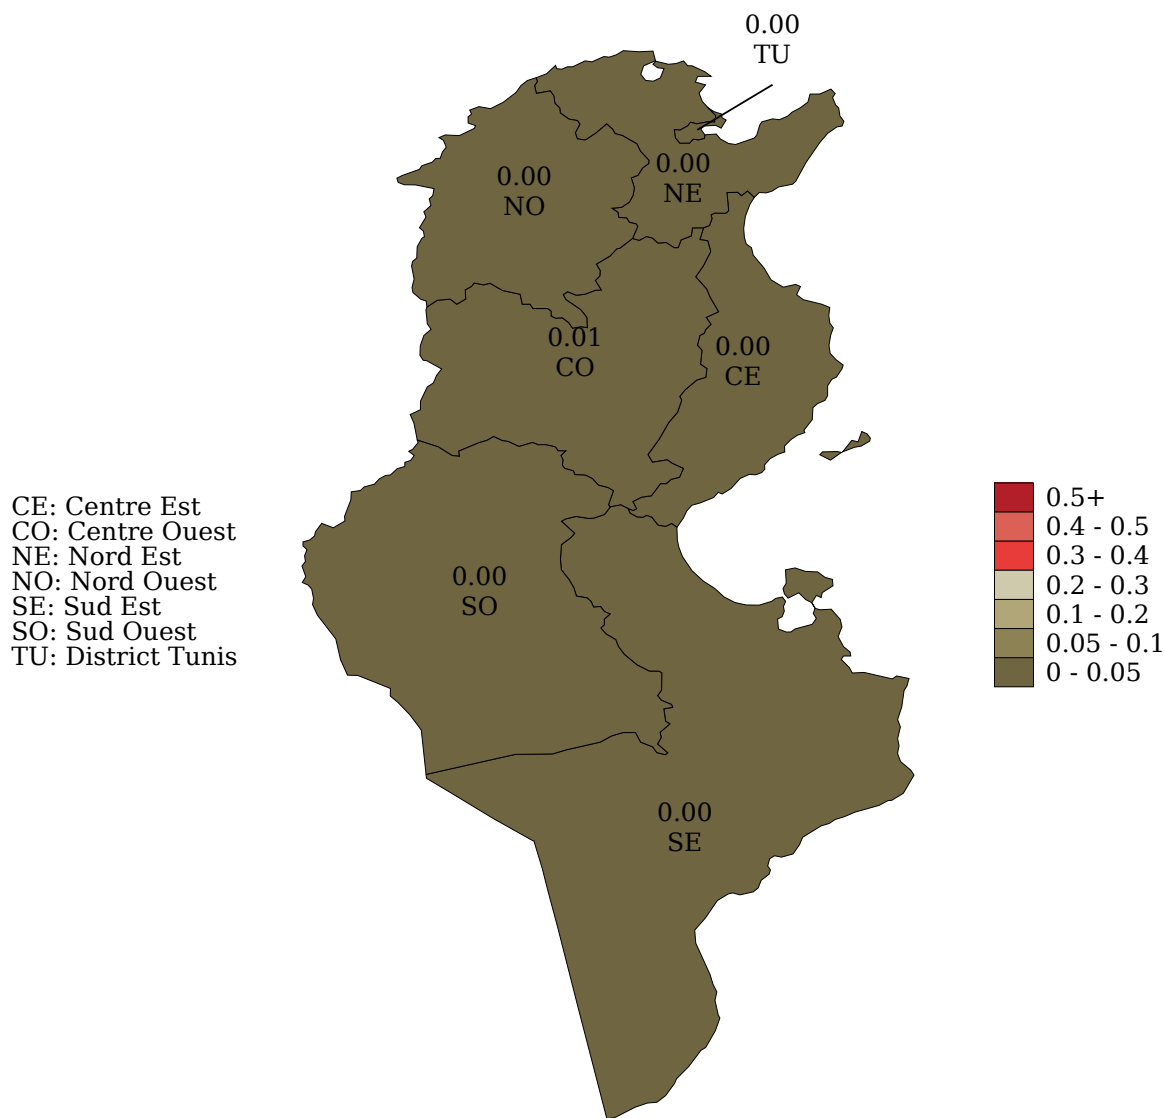 0.00
TU
0.00
NE
0.00
NO
0.01
CO
0.00
CE
CE: Centre Est
CO: Centre Ouest
NE: Nord Est
NO: Nord Ouest
SE: Sud Est
SO: Sud Ouest
TU: District Tunis
0.00
SO
0.5+
0.4 - 0.5
0.3 - 0.4
0.2 - 0.3
0.1 - 0.2
0.05 - 0.1
0 - 0.05
0.00
SE